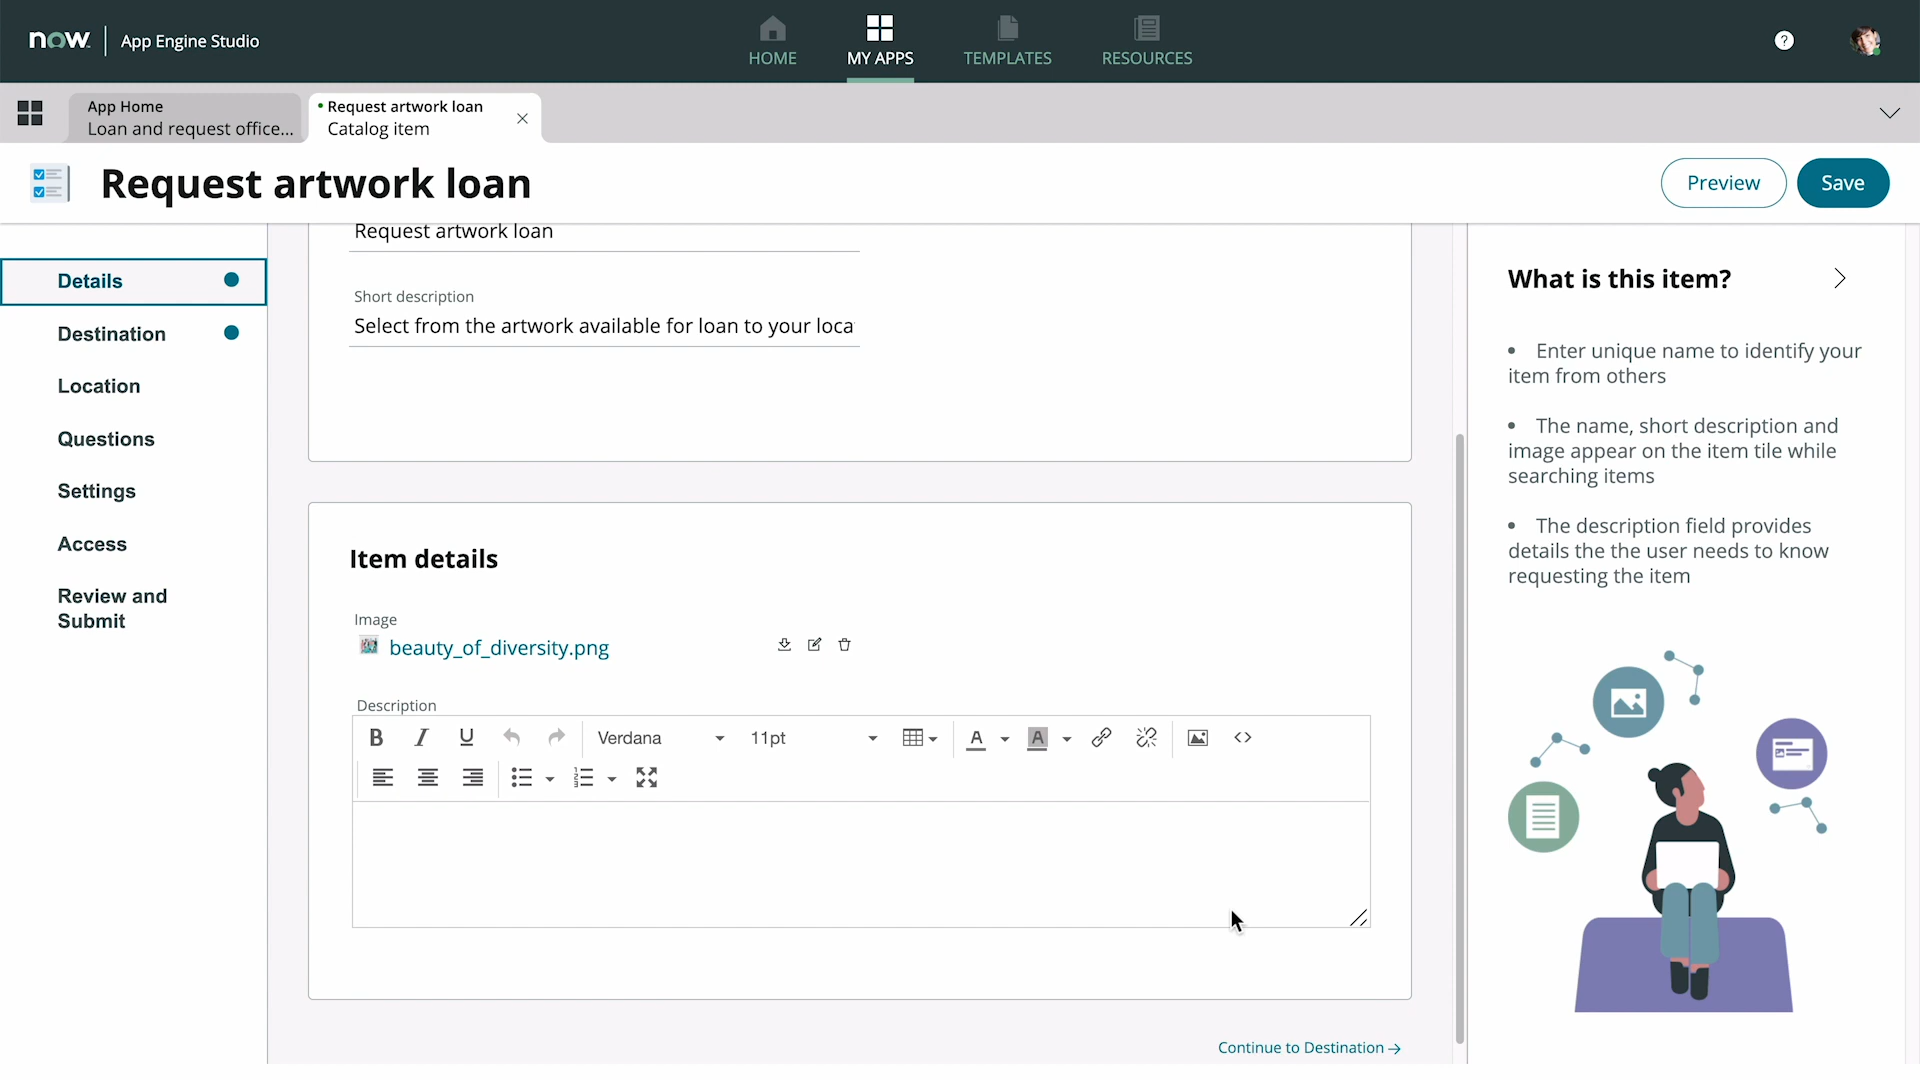 now
App Engine Studio
HOME
MY APPS
TEMPLATES
RESOURCES
?
App Home
Loan and request office...
Request artwork loan
Catalog item
Request artwork loan
Preview
Save
Details
Destination
Location
Questions
Settings
Access
Review and
Submit
Request artwork loan
Short description
Select from the artwork available for loan to your loca
Item details
Image
beauty_of_diversity.png
Description
B I U Verdana 11pt A A
Continue to Destination →
What is this item?
• Enter unique name to identify your
item from others
• The name, short description and
image appear on the item tile while
searching items
• The description field provides
details the the user needs to know
requesting the item